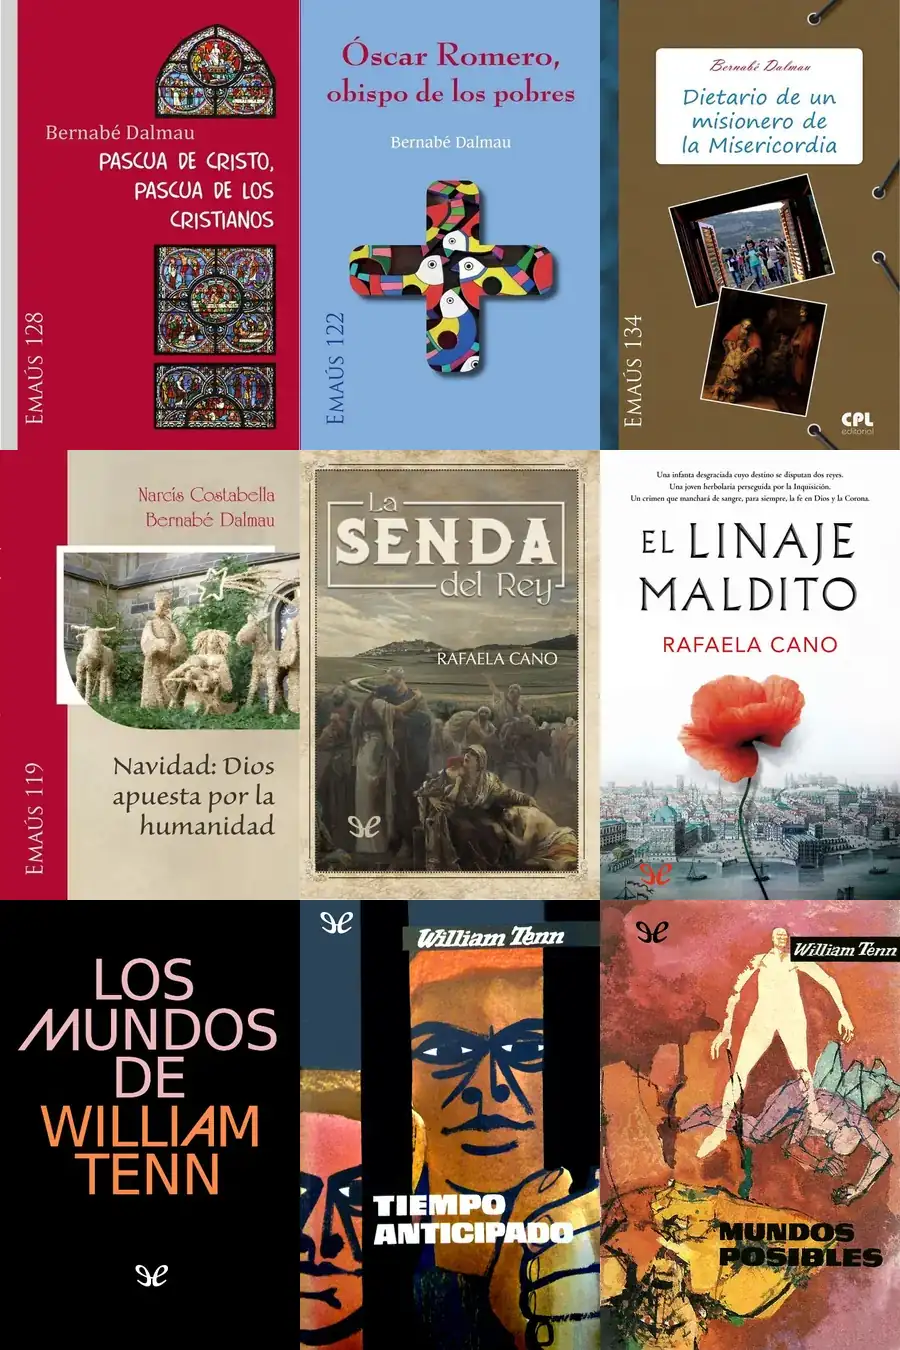 Bernabé Dalmau
PASCUA DE CRISTO,
PASCUA DE LOS
CRISTIANOS
EMAÚS 128
Óscar Romero,
obispo de los pobres
Bernabé Dalmau
EMAÚS 122
Bernabé Dalmau
Dietario de un
misionero de
la Misericordia
EMAÚS 134
CPL
editorial
Narcís Costabella
Bernabé Dalmau
Navidad: Dios
apuesta por la
humanidad
EMAÚS 119
La
SENDA
del Rey
RAFAELA CANO
Una infanta desgraciada cuyo destino se disputan dos reyes.
Una joven herbolaria perseguida por la Inquisición.
Un crimen que manchará de sangre, para siempre, la fe en Dios y la Corona.
EL LINAJE
MALDITO
RAFAELA CANO
LOS
MUNDOS
DE
WILLIAM
TENN
William Tenn
TIEMPO
ANTICIPADO
William Tenn
MUNDOS
POSIBLES